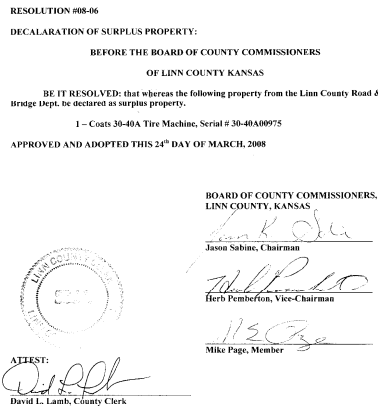 RESOLUTION #08-06
DECALARATION OF SURPLUS PROPERTY:
BEFORE THE BOARD OF COUNTY COMMISSIONERS
OF LINN COUNTY KANSAS
BE IT RESOLVED: that whereas the following property from the Linn County Road &
Bridge Dept. be declared as surplus property.
1 – Coats 30-40A Tire Machine, Serial # 30-40A00975
APPROVED AND ADOPTED THIS 24th DAY OF MARCH, 2008
BOARD OF COUNTY COMMISSIONERS,
LINN COUNTY, KANSAS
Jason Sabine, Chairman
Herb Pemberton, Vice-Chairman
Mike Page, Member
LINN COUNTY
ATTEST:
David L. Lamb, County Clerk